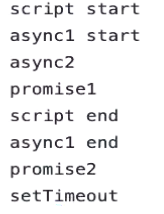 script start
async1 start
async2
promise1
script end
async1 end
promise2
setTimeout